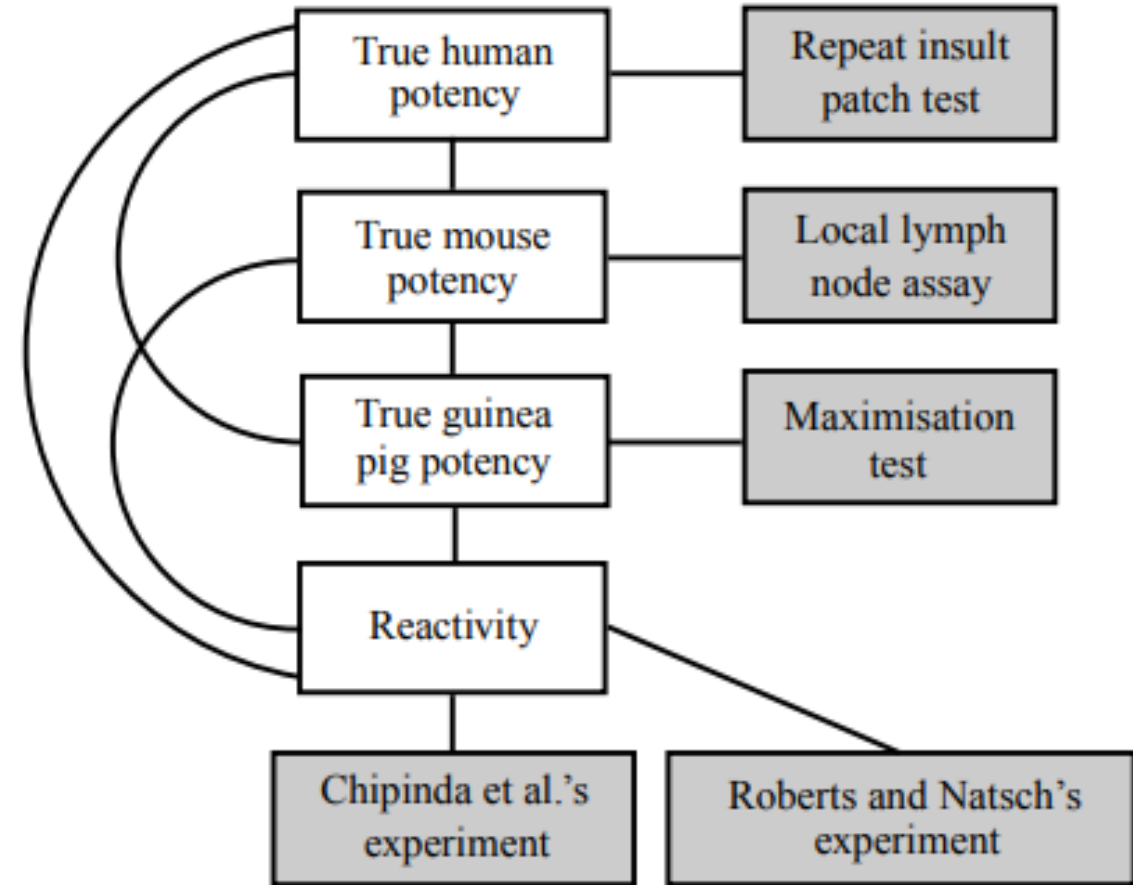 True human
potency
Repeat insult
patch test
True mouse
potency
Local lymph
node assay
True guinea
pig potency
Maximisation
test
Reactivity
Chipinda et al.'s
experiment
Roberts and Natsch's
experiment